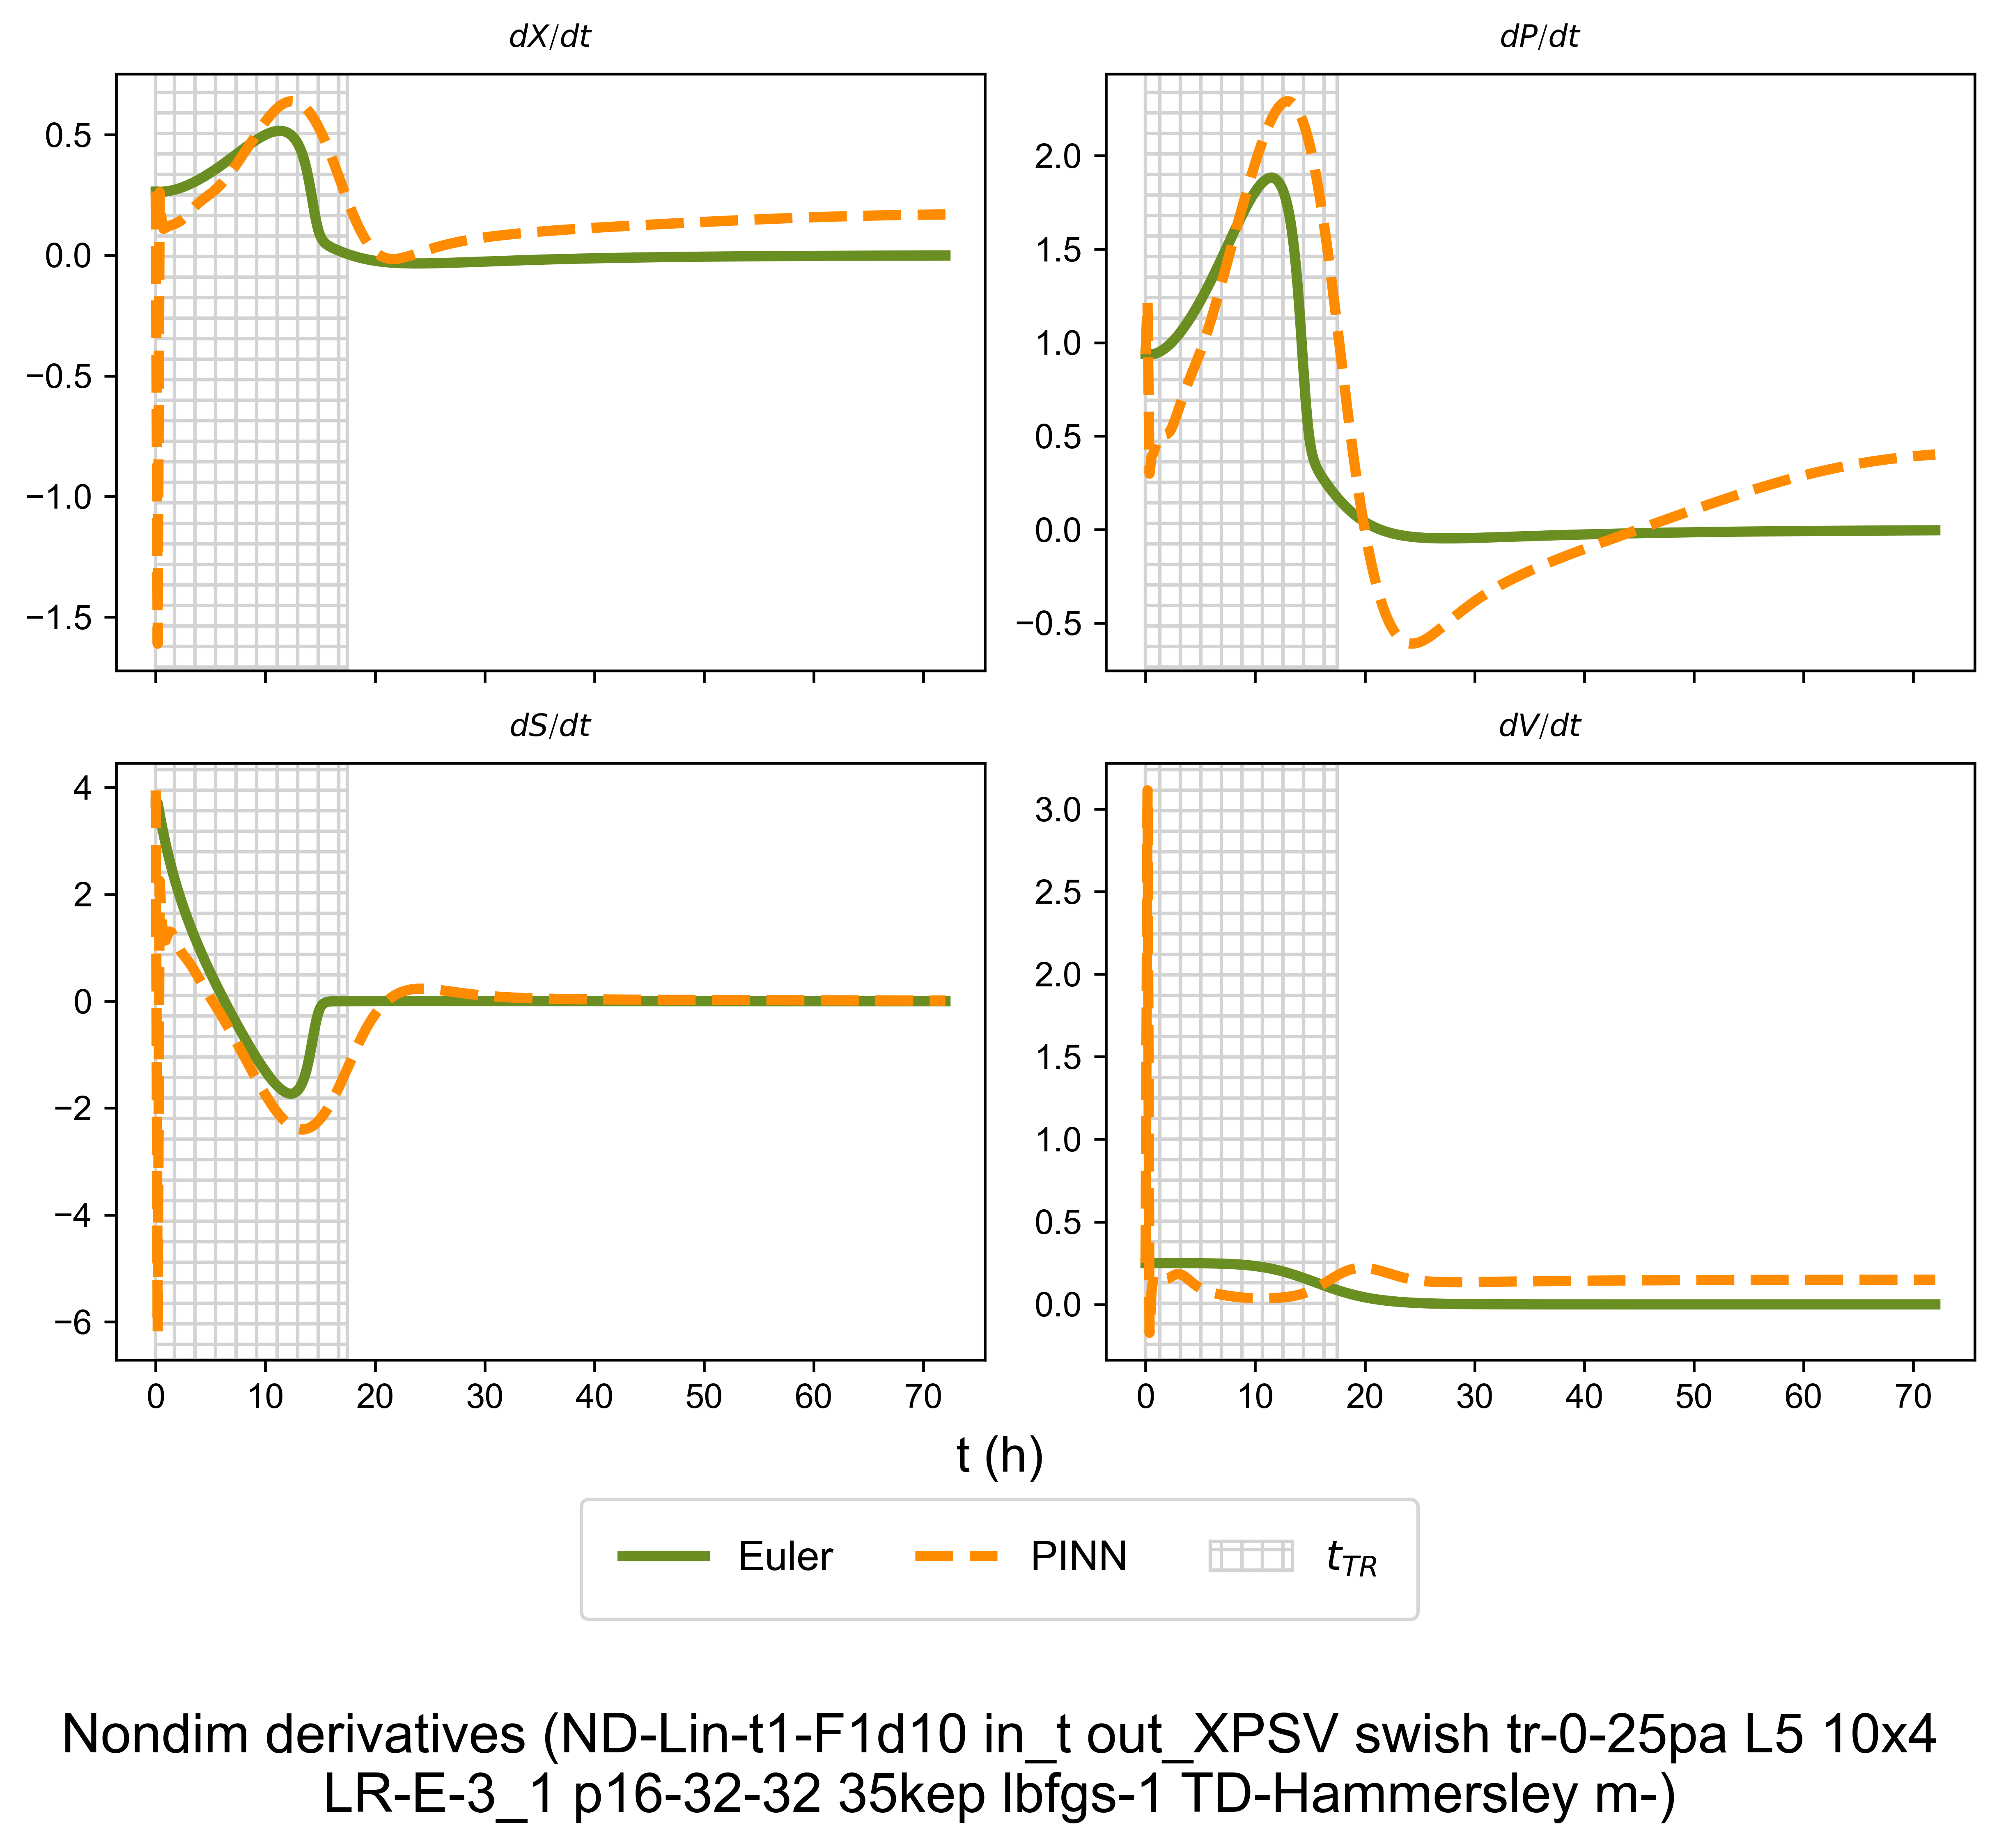 dX/dt
dP/dt
0.5
0.0
−0.5
−1.0
−1.5
2.0
1.5
1.0
0.5
0.0
−0.5
dS/dt
dV/dt
4
2
0
−2
−4
−6
0 10 20 30 40 50 60 70
3.0
2.5
2.0
1.5
1.0
0.5
0.0
0 10 20 30 40 50 60 70
t (h)
Euler PINN t_TR
Nondim derivatives (ND-Lin-t1-F1d10 in_t out_XPSV swish tr-0-25pa L5 10x4
LR-E-3_1 p16-32-32 35kep lbfgs-1 TD-Hammersley m-)